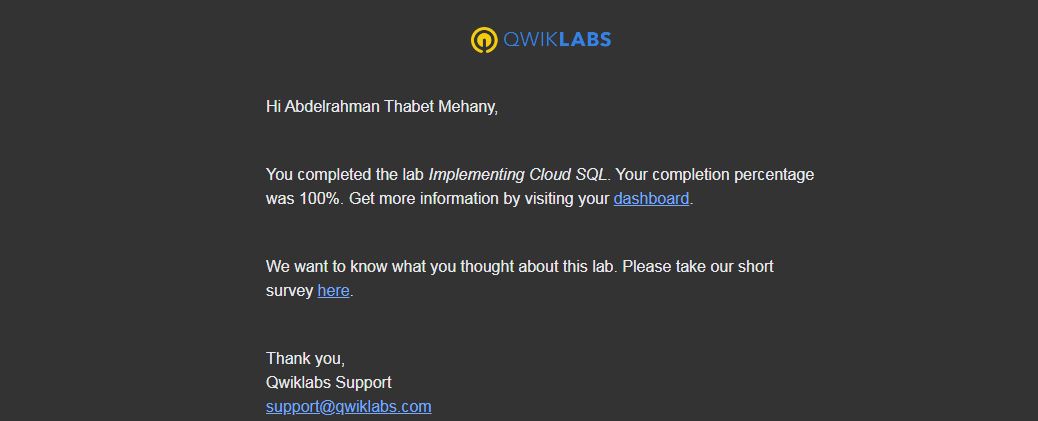 QWIKLABS
Hi Abdelrahman Thabet Mehany,
You completed the lab Implementing Cloud SQL. Your completion percentage
was 100%. Get more information by visiting your dashboard.
We want to know what you thought about this lab. Please take our short
survey here.
Thank you,
Qwiklabs Support
support@qwiklabs.com